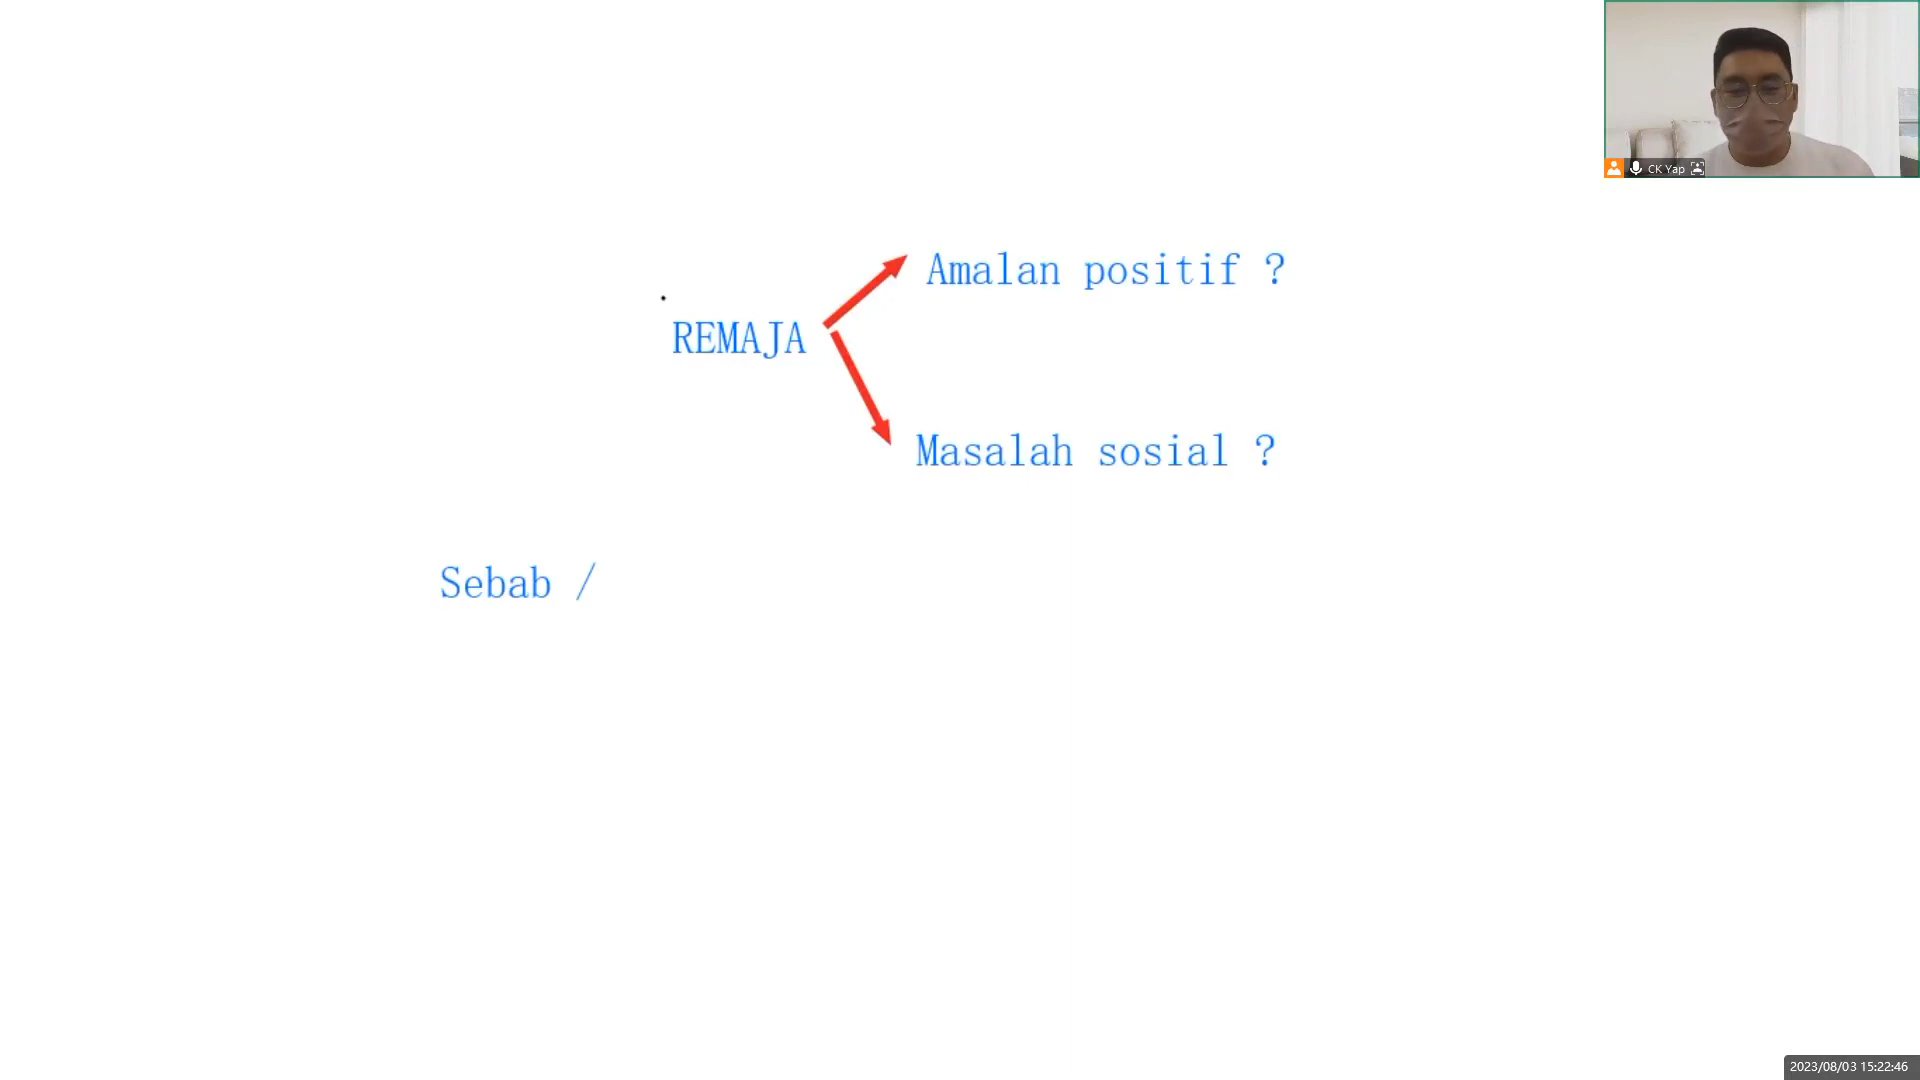 CK Yap
Amalan positif ?
REMAJA
Masalah sosial ?
Sebab /
2023/08/03 15:22:46